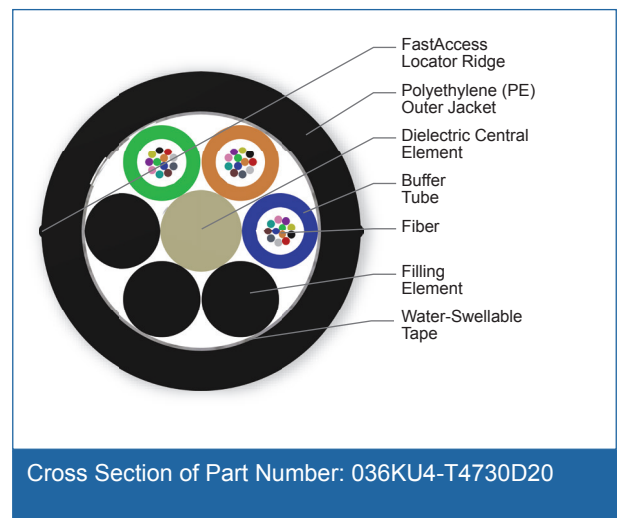 FastAccess
Locator Ridge
Polyethylene (PE)
Outer Jacket
Dielectric Central
Element
Buffer
Tube
Fiber
Filling
Element
Water-Swellable
Tape
Cross Section of Part Number: 036KU4-T4730D20